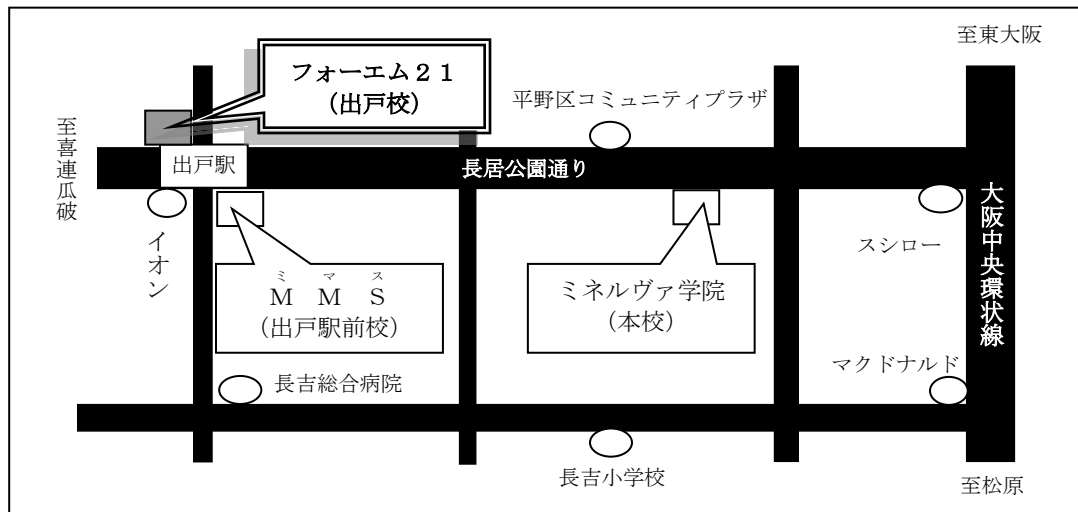 至東大阪
フォーエム２１
（出戸校）
平野区コミュニティプラザ
至喜連瓜破
出戸駅
長居公園通り
大阪中央環状線
イオン
スシロー
ミ マ ス
Ｍ Ｍ Ｓ
（出戸駅前校）
ミネルヴァ学院
（本校）
マクドナルド
長吉総合病院
長吉小学校
至松原